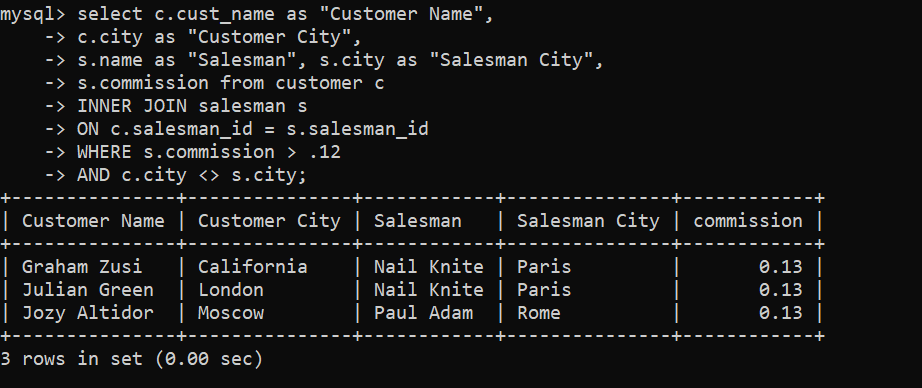 mysql> select c.cust_name as "Customer Name",
    -> c.city as "Customer City",
    -> s.name as "Salesman", s.city as "Salesman City",
    -> s.commission from customer c
    -> INNER JOIN salesman s
    -> ON c.salesman_id = s.salesman_id
    -> WHERE s.commission > .12
    -> AND c.city <> s.city;
+---------------+---------------+------------+---------------+------------+
| Customer Name | Customer City | Salesman   | Salesman City | commission |
+---------------+---------------+------------+---------------+------------+
| Graham Zusi   | California    | Nail Knite | Paris         |       0.13 |
| Julian Green  | London        | Nail Knite | Paris         |       0.13 |
| Jozy Altidor  | Moscow        | Paul Adam  | Rome          |       0.13 |
+---------------+---------------+------------+---------------+------------+
3 rows in set (0.00 sec)